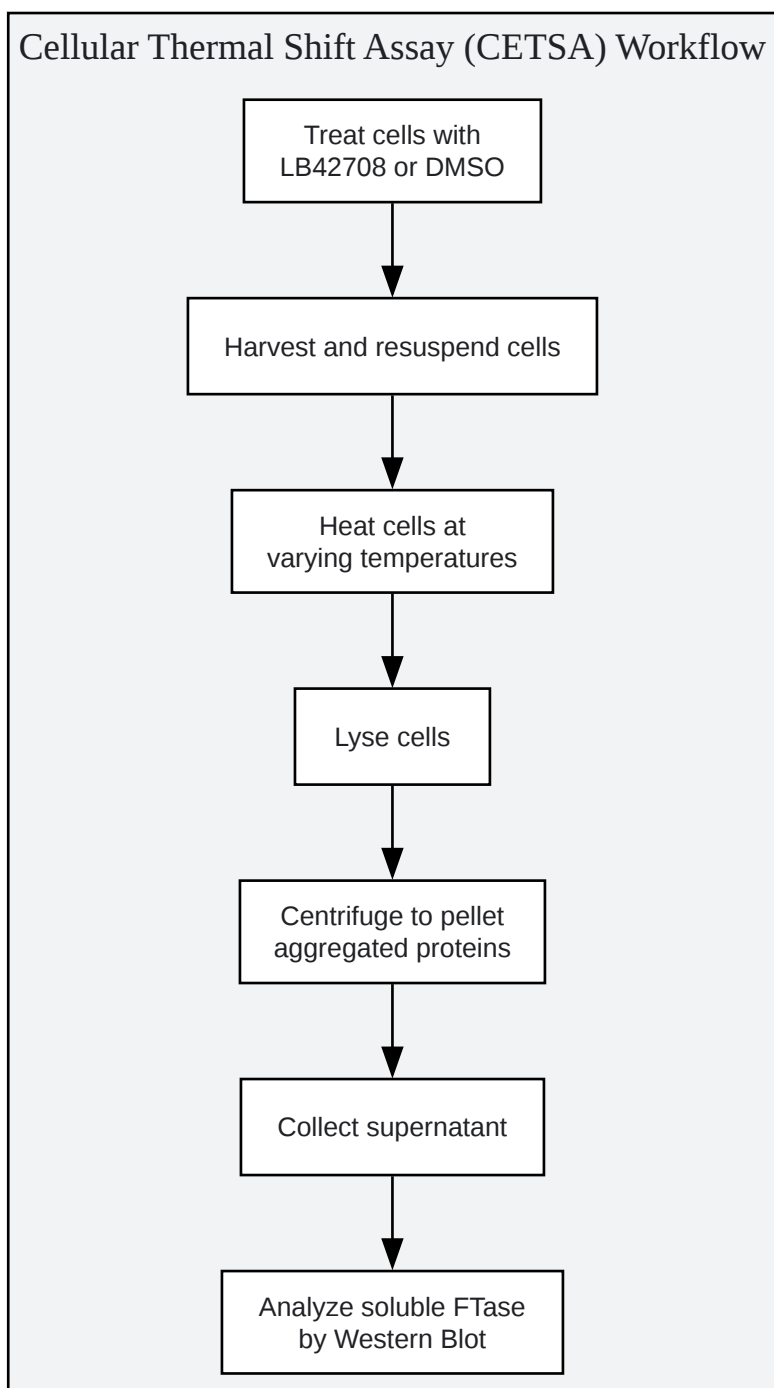 Cellular Thermal Shift Assay (CETSA) Workflow
Treat cells with
LB42708 or DMSO
Harvest and resuspend cells
Heat cells at
varying temperatures
Lyse cells
Centrifuge to pellet
aggregated proteins
Collect supernatant
Analyze soluble FTase
by Western Blot